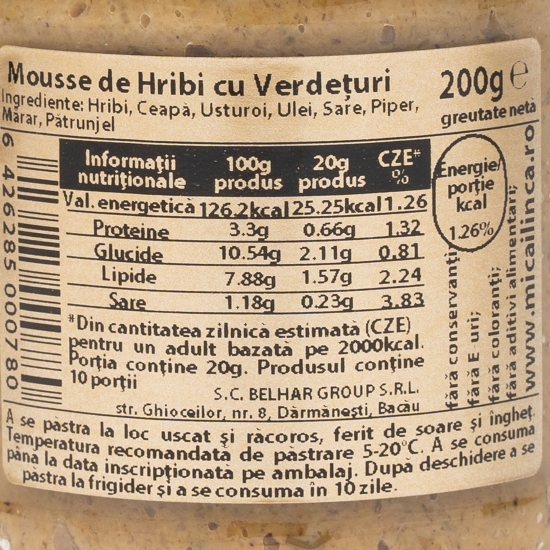 Mousse de Hribi cu Verdețuri
200g e
greutate netă
Ingrediente: Hribi, Ceapă, Usturoi, Ulei, Sare, Piper,
Mărar, Pătrunjel
6 426285 000780
Informații nutriționale 100g produs 20g produs CZE# %
Val. energetică 126.2kcal 25.25kcal 1.26
Proteine 3.3g 0.66g 1.32
Glucide 10.54g 2.11g 0.81
Lipide 7.88g 1.57g 2.24
Sare 1.18g 0.23g 3.83
Energie/
porție
kcal
1.26%
#Din cantitatea zilnică estimată (CZE)
pentru un adult bazată pe 2000kcal.
Porția conține 20g. Produsul conține
10 porții
S.C. BELHAR GROUP S.R.L.
str. Ghioceilor, nr. 8, Dărmănești, Bacău
fără conservanți;
fără E uri;
fără coloranți;
fără aditivi alimentari;
www.micailinca.ro
A se păstra la loc uscat și răcoros, ferit de soare și îngheț.
Temperatura recomandată de păstrare 5-20°C. A se consuma
până la data inscripționată pe ambalaj. După deschidere a se
păstra la frigider și a se consuma în 10 zile.